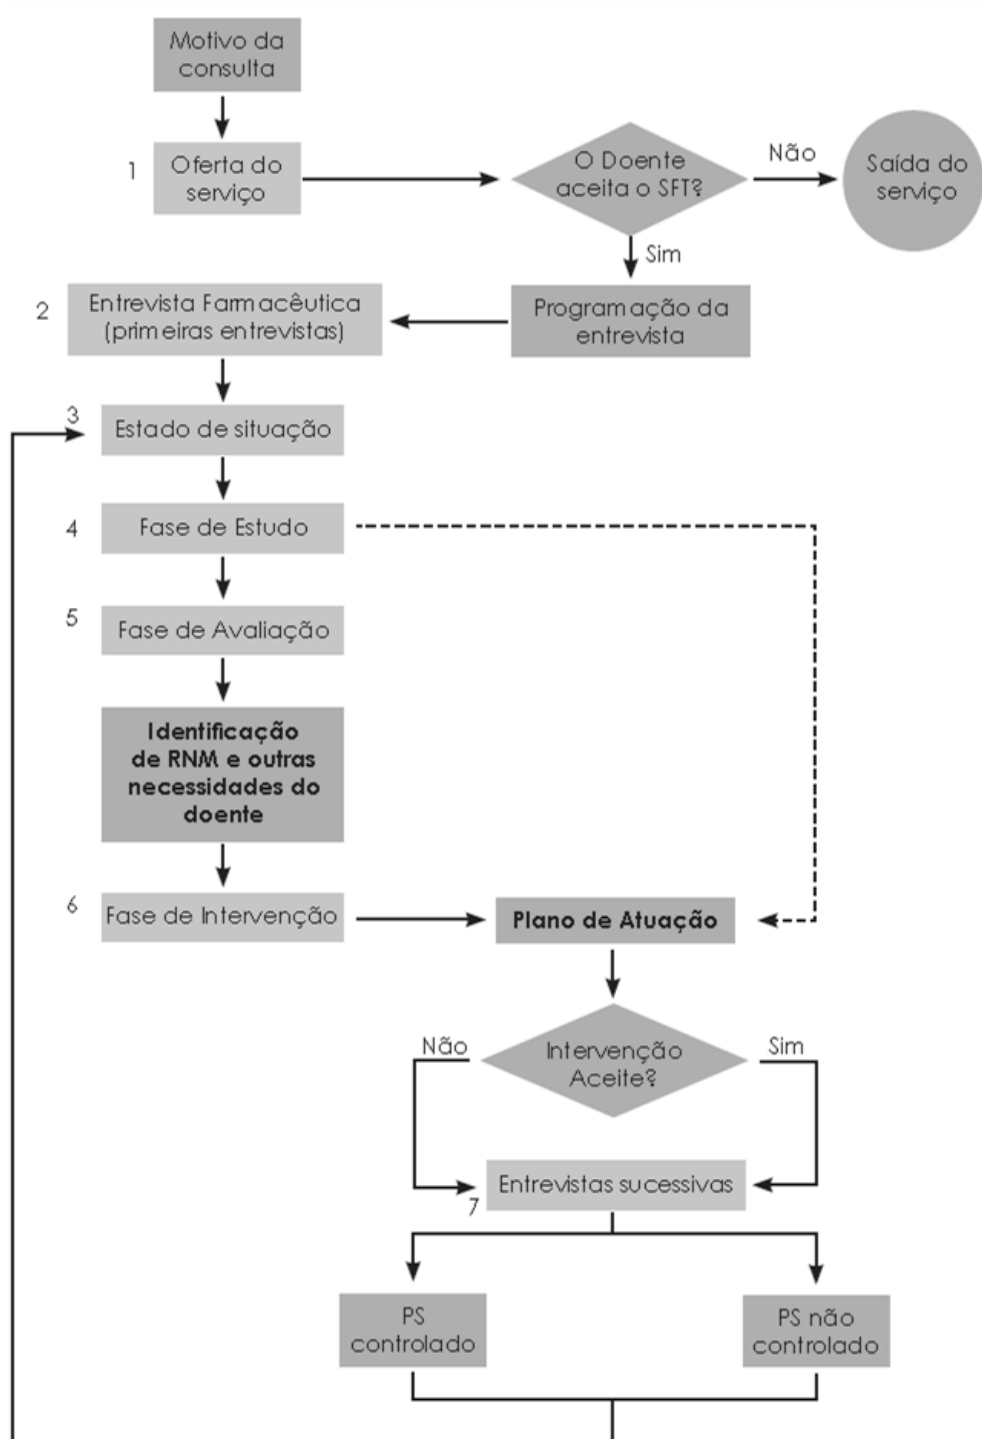 Motivo da
consulta
1
Oferta do
serviço
O Doente
aceita o SFT?
Não
Saída do
serviço
Sim
2
Entrevista Farmacêutica
(primeiras entrevistas)
Programação da
entrevista
3
Estado de situação
4
Fase de Estudo
5
Fase de Avaliação
Identificação
de RNM e outras
necessidades do
doente
6
Fase de Intervenção
Plano de Atuação
Não
Intervenção
Aceite?
Sim
Entrevistas sucessivas
7
PS
controlado
PS não
controlado